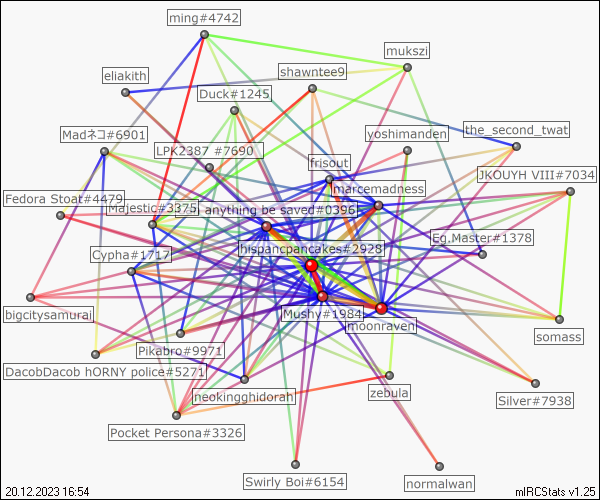 ming#4742
mukszi
eliakith
shawntee9
Duck#1245
Madネコ#6901
LPK2387 #7690
yoshimanden
the_second_twat
frisout
JKOUYH VIII#7034
marcemadness
Fedora Stoat#4479
Majestic#3375
anything be saved#0396
Eg.Master#1378
hispancpancakes#2928
Cypha#1717
bigcitysamurai
Mushy#1984
moonraven
somass
Pikabro#9971
DacobDacob hORNY police#5271
neokingghidorah
zebula
Silver#7938
Pocket Persona#3326
Swirly Boi#6154
normalwan
20.12.2023 16:54
mIRCStats v1.25